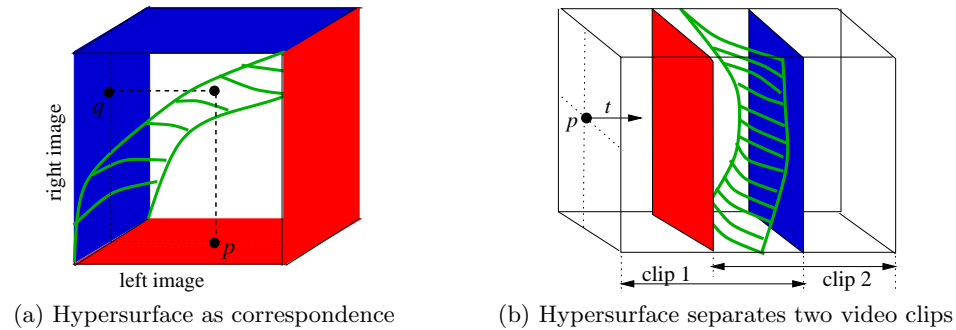 right image
q
p
left image
(a) Hypersurface as correspondence
p
t
clip 1
clip 2
(b) Hypersurface separates two video clips